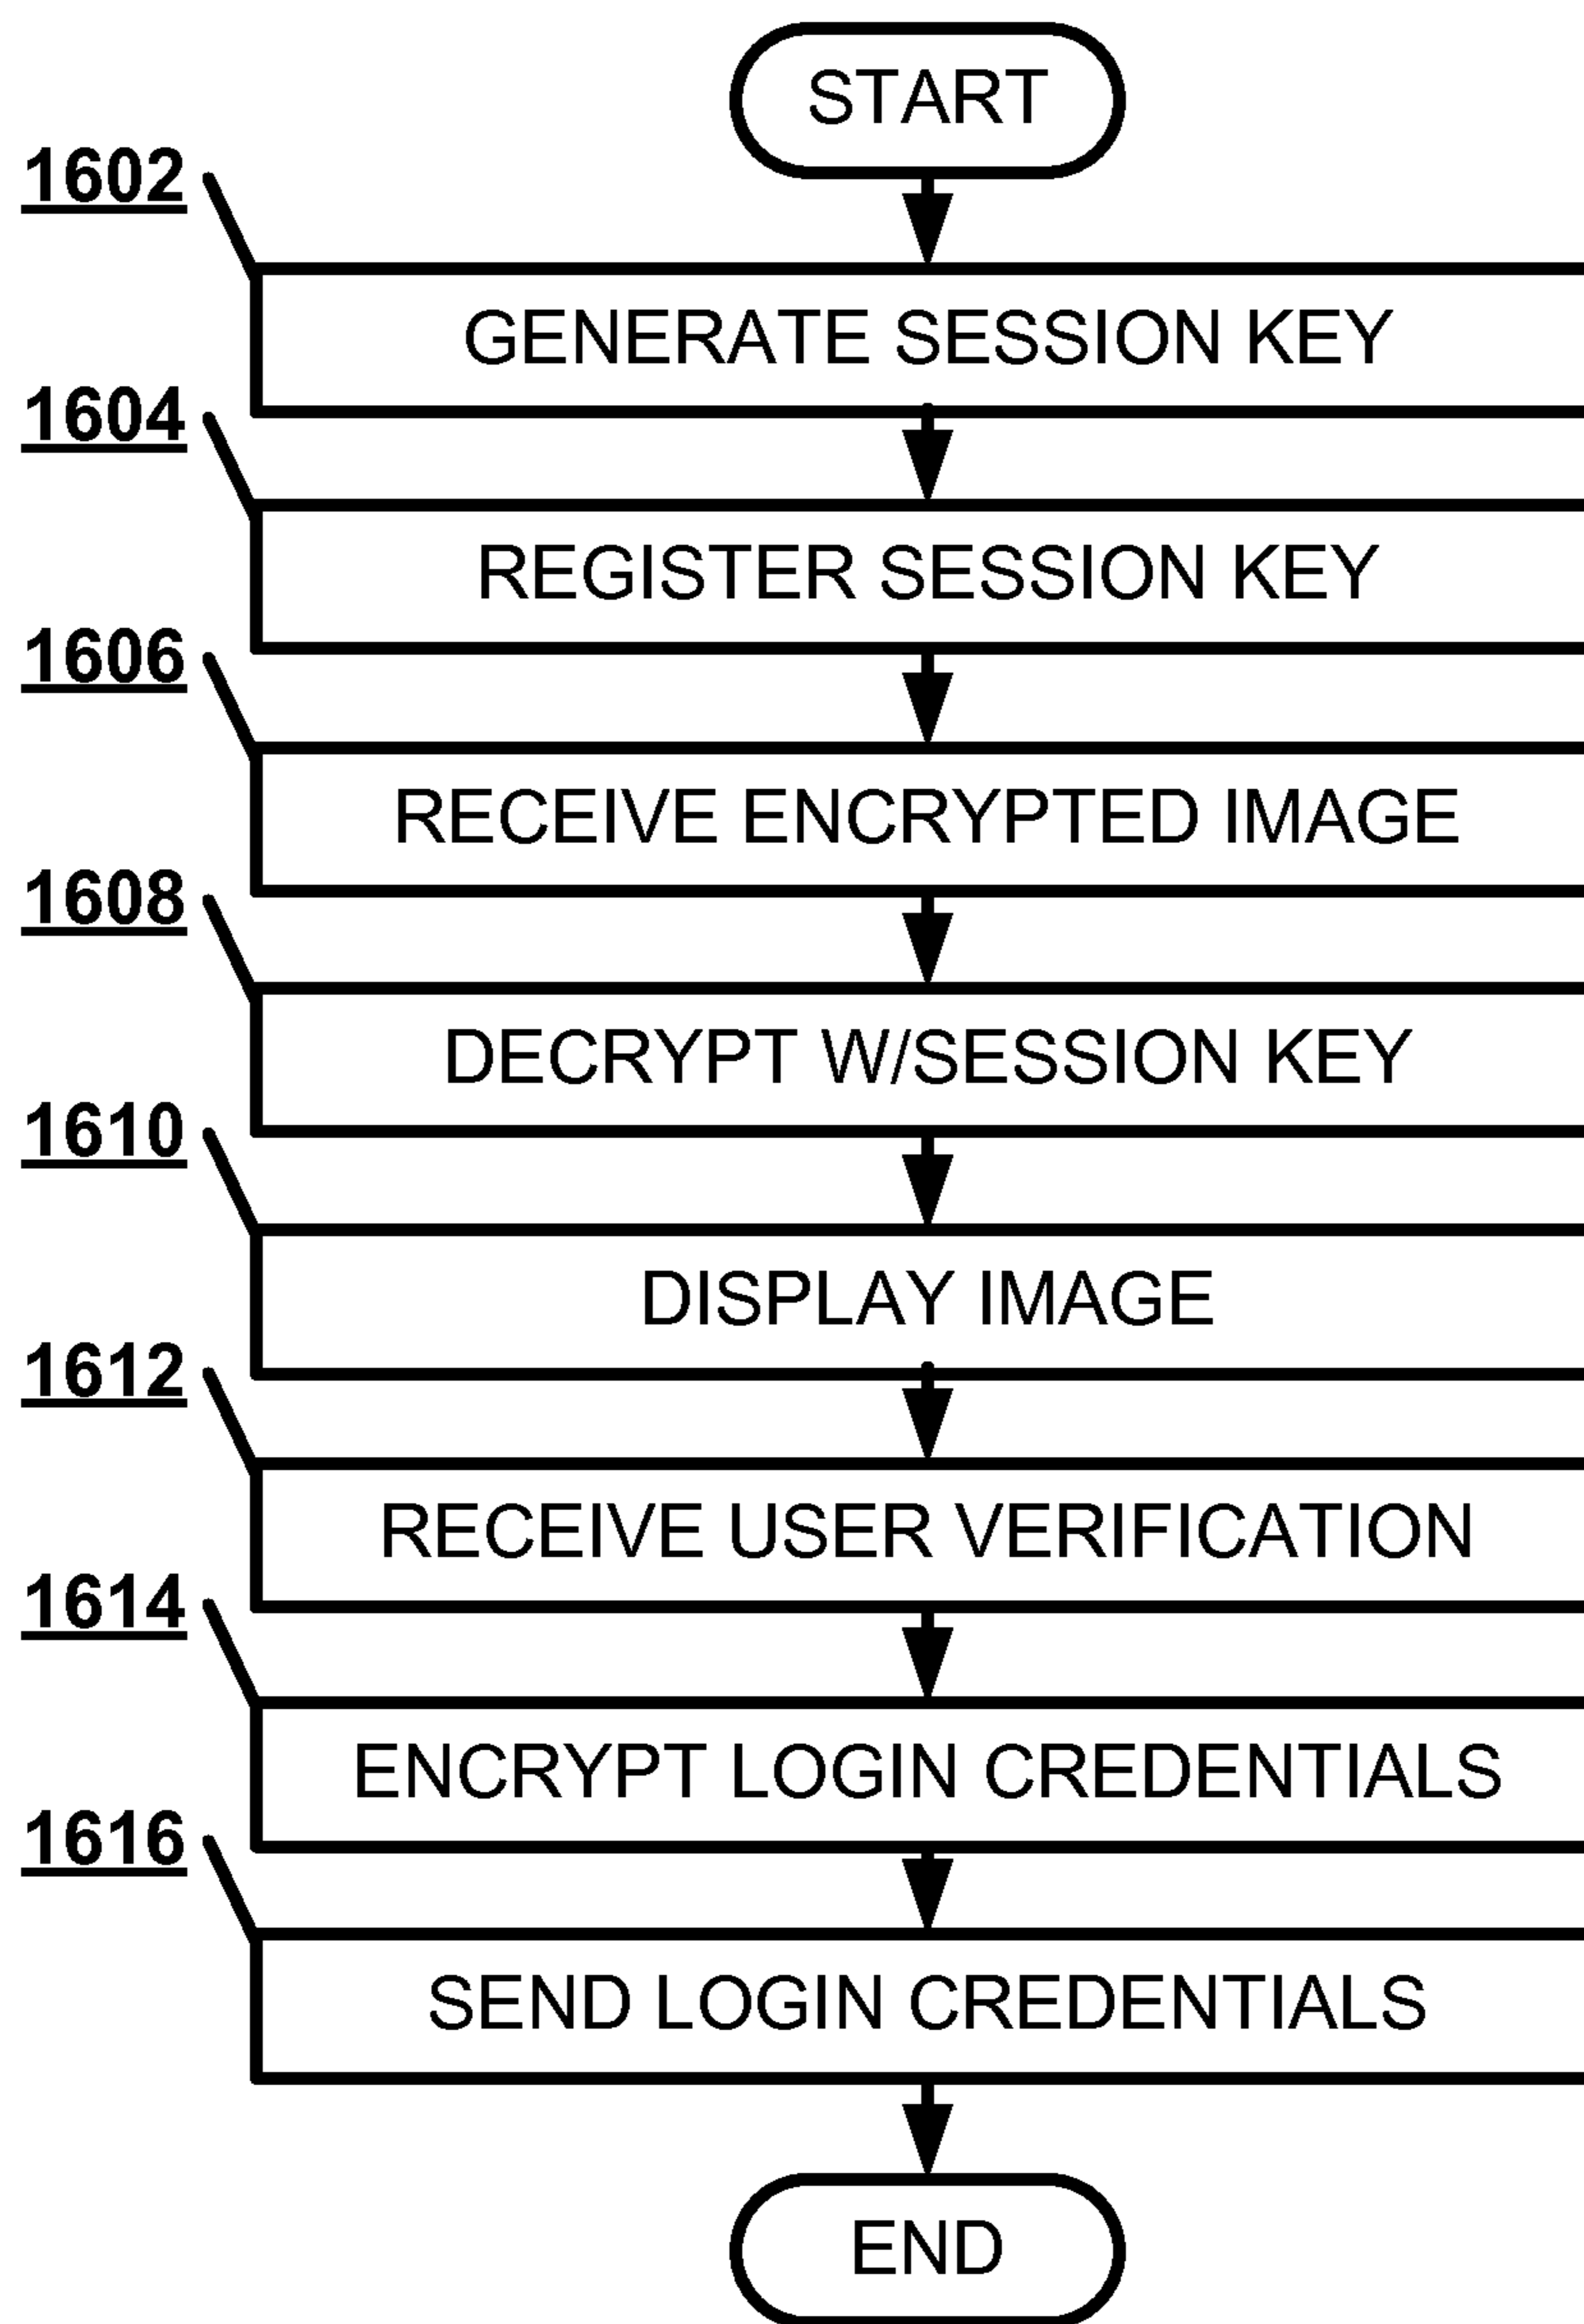 START
1602
GENERATE SESSION KEY
1604
REGISTER SESSION KEY
1606
RECEIVE ENCRYPTED IMAGE
1608
DECRYPT W/SESSION KEY
1610
DISPLAY IMAGE
1612
RECEIVE USER VERIFICATION
1614
ENCRYPT LOGIN CREDENTIALS
1616
SEND LOGIN CREDENTIALS
END